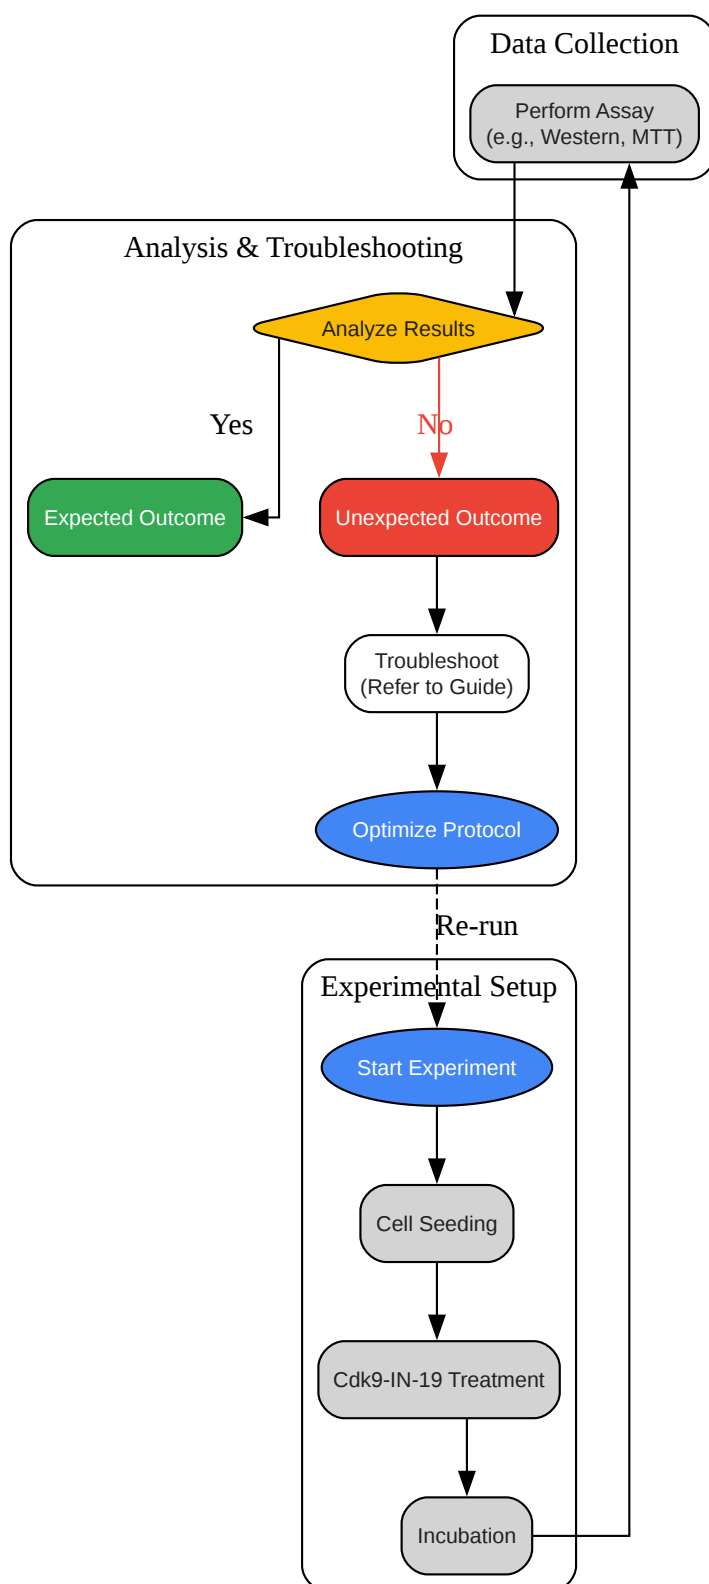 Data Collection
Perform Assay
(e.g., Western, MTT)
Analysis & Troubleshooting
Analyze Results
Yes
No
Expected Outcome
Unexpected Outcome
Troubleshoot
(Refer to Guide)
Optimize Protocol
Re-run
Experimental Setup
Start Experiment
Cell Seeding
Cdk9-IN-19 Treatment
Incubation